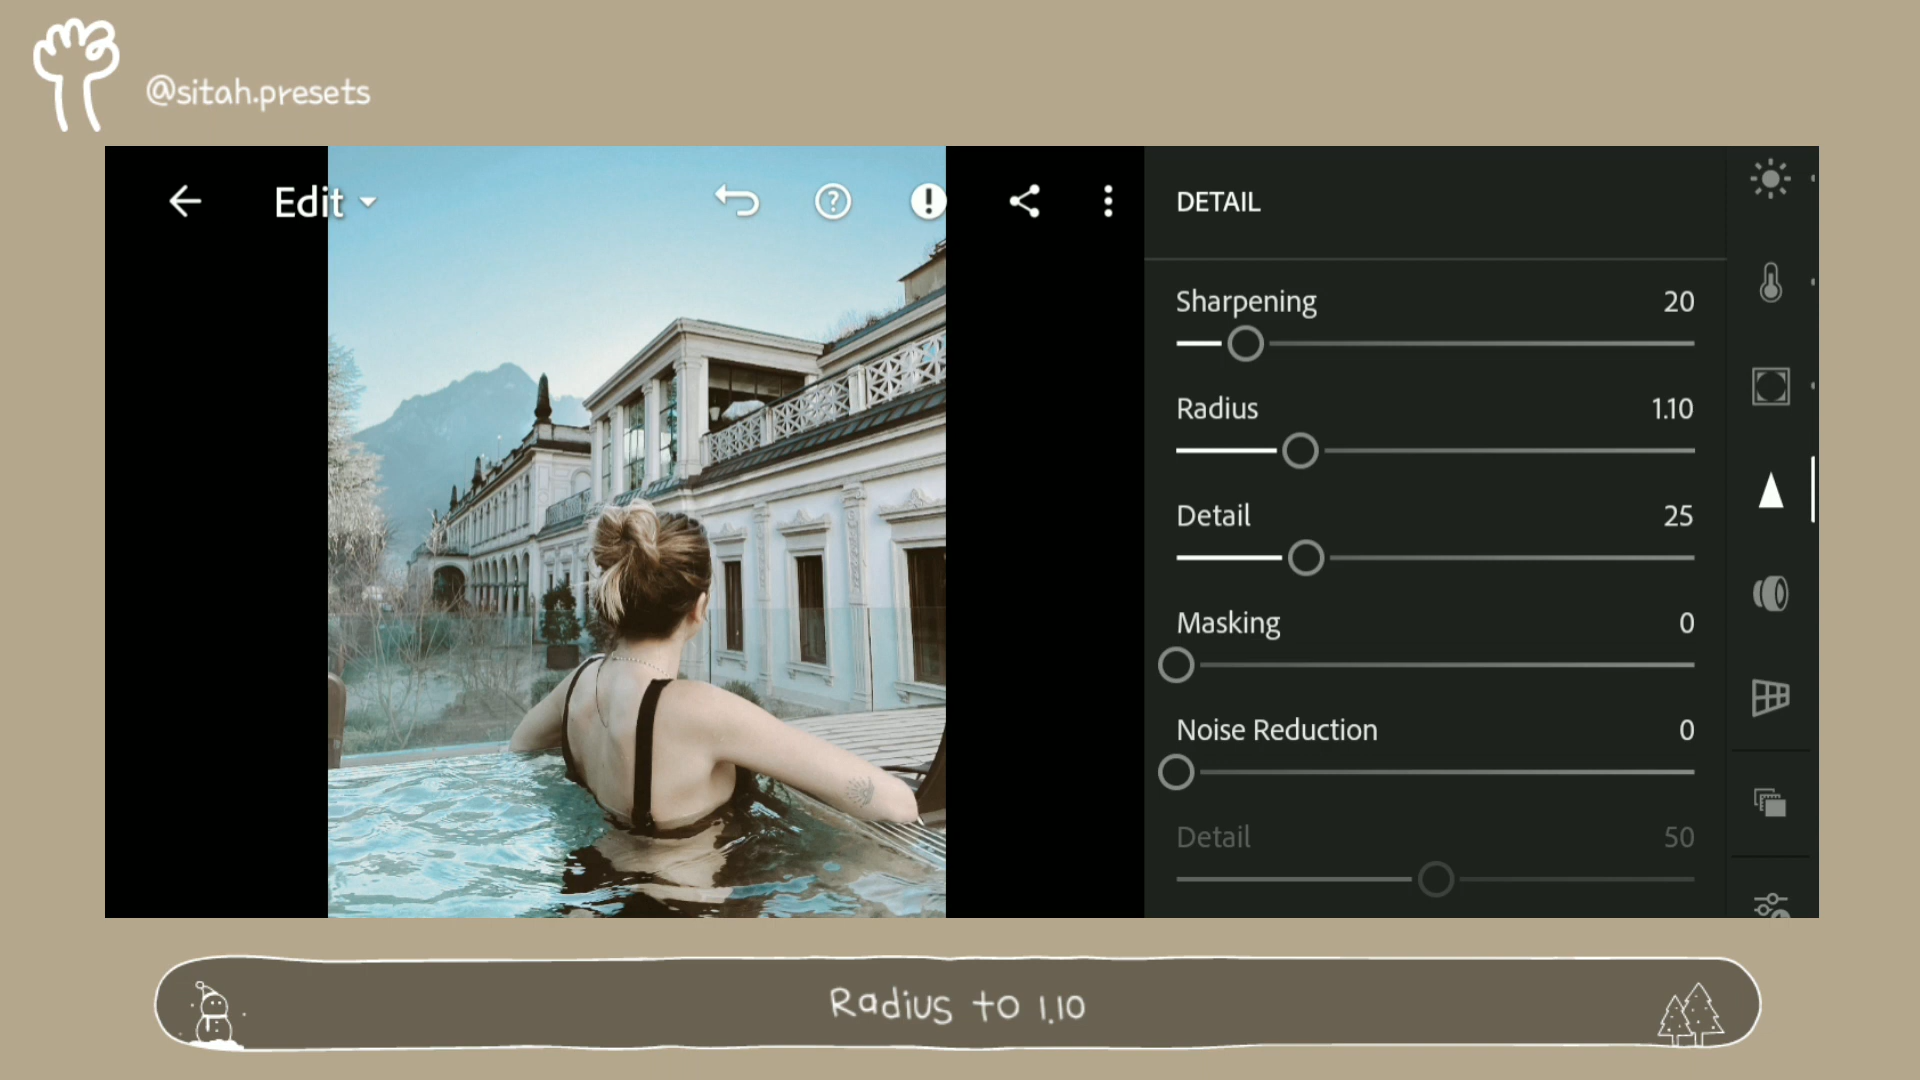 @sitah.presets
Edit
DETAIL
Sharpening 20
Radius 1.10
Detail 25
Masking 0
Noise Reduction 0
Detail 50
Radius to 1.10